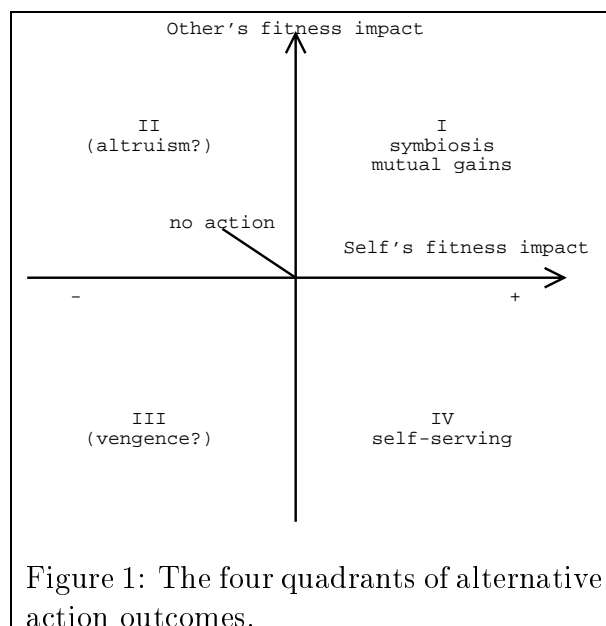 Other's fitness impact
II
(altruism?)
I
symbiosis
mutual gains
no action
Self's fitness impact
-
+
III
(vengence?)
IV
self-serving
Figure 1: The four quadrants of alternative
action outcomes.